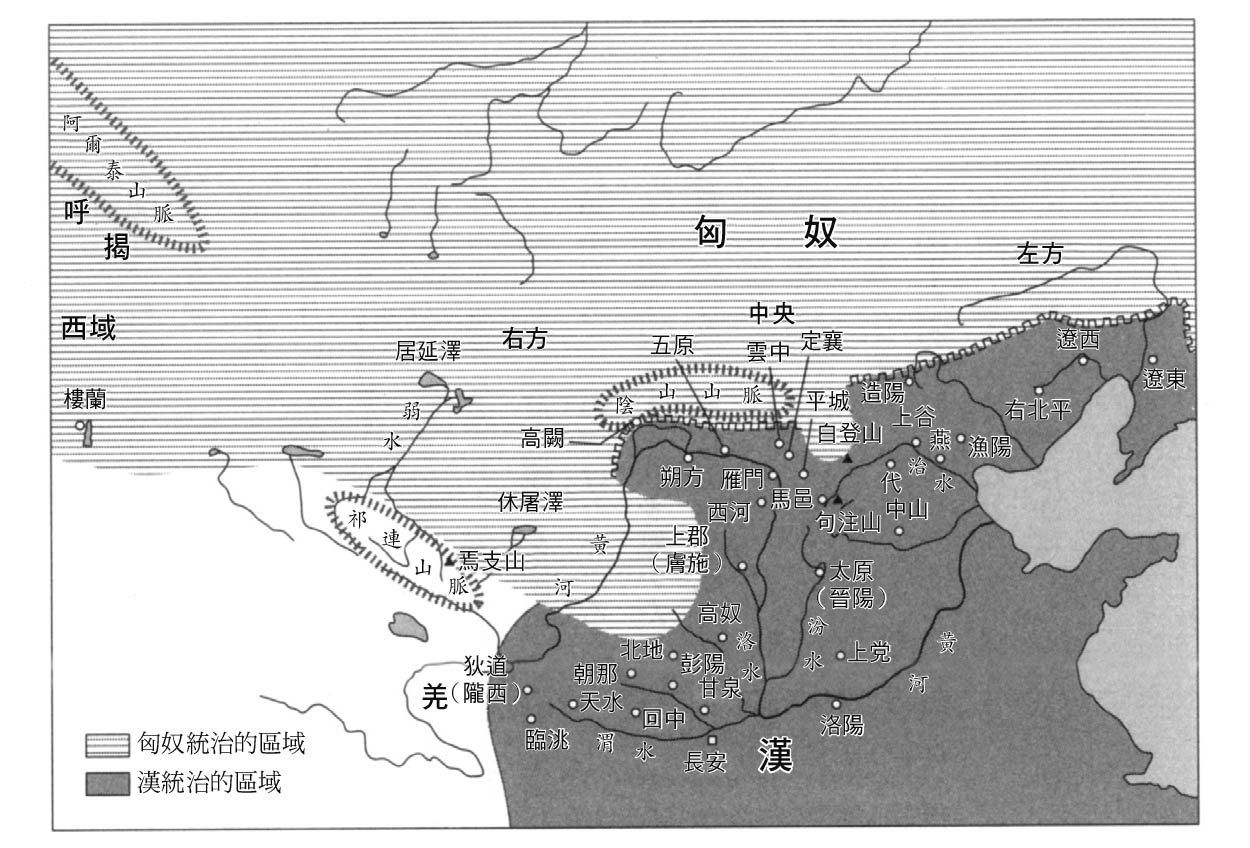 阿爾泰山脈
呼揭
匈奴
左方
西域
右方
中央
居延澤
五原
雲中
定襄
遼西
遼東
樓蘭
弱水
陰山山脈
平城
造陽
上谷
右北平
高闕
自登山
燕
漁陽
朔方
雁門
馬邑
代
治水
休屠澤
西河
句注山
中山
祁連山脈
焉支山
黃河
上郡
(膚施)
太原
(晉陽)
高奴
洛水
汾水
黃河
北地
彭陽
上党
狄道
(隴西)
羌
朝那
天水
甘泉
回中
臨洮
渭水
長安
洛陽
漢
匈奴統治的區域
漢統治的區域